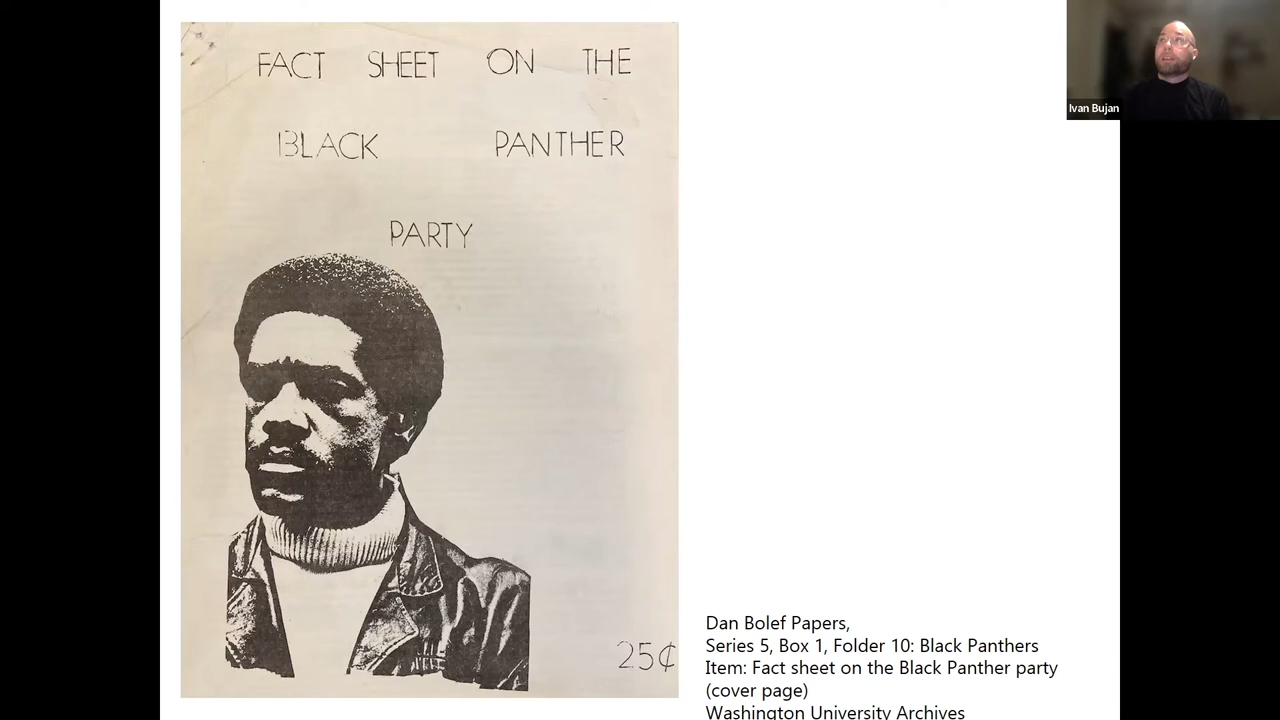 FACT SHEET ON THE
BLACK PANTHER
PARTY
25¢
Ivan Bujan
Dan Bolef Papers,
Series 5, Box 1, Folder 10: Black Panthers
Item: Fact sheet on the Black Panther party
(cover page)
Washington University Archives